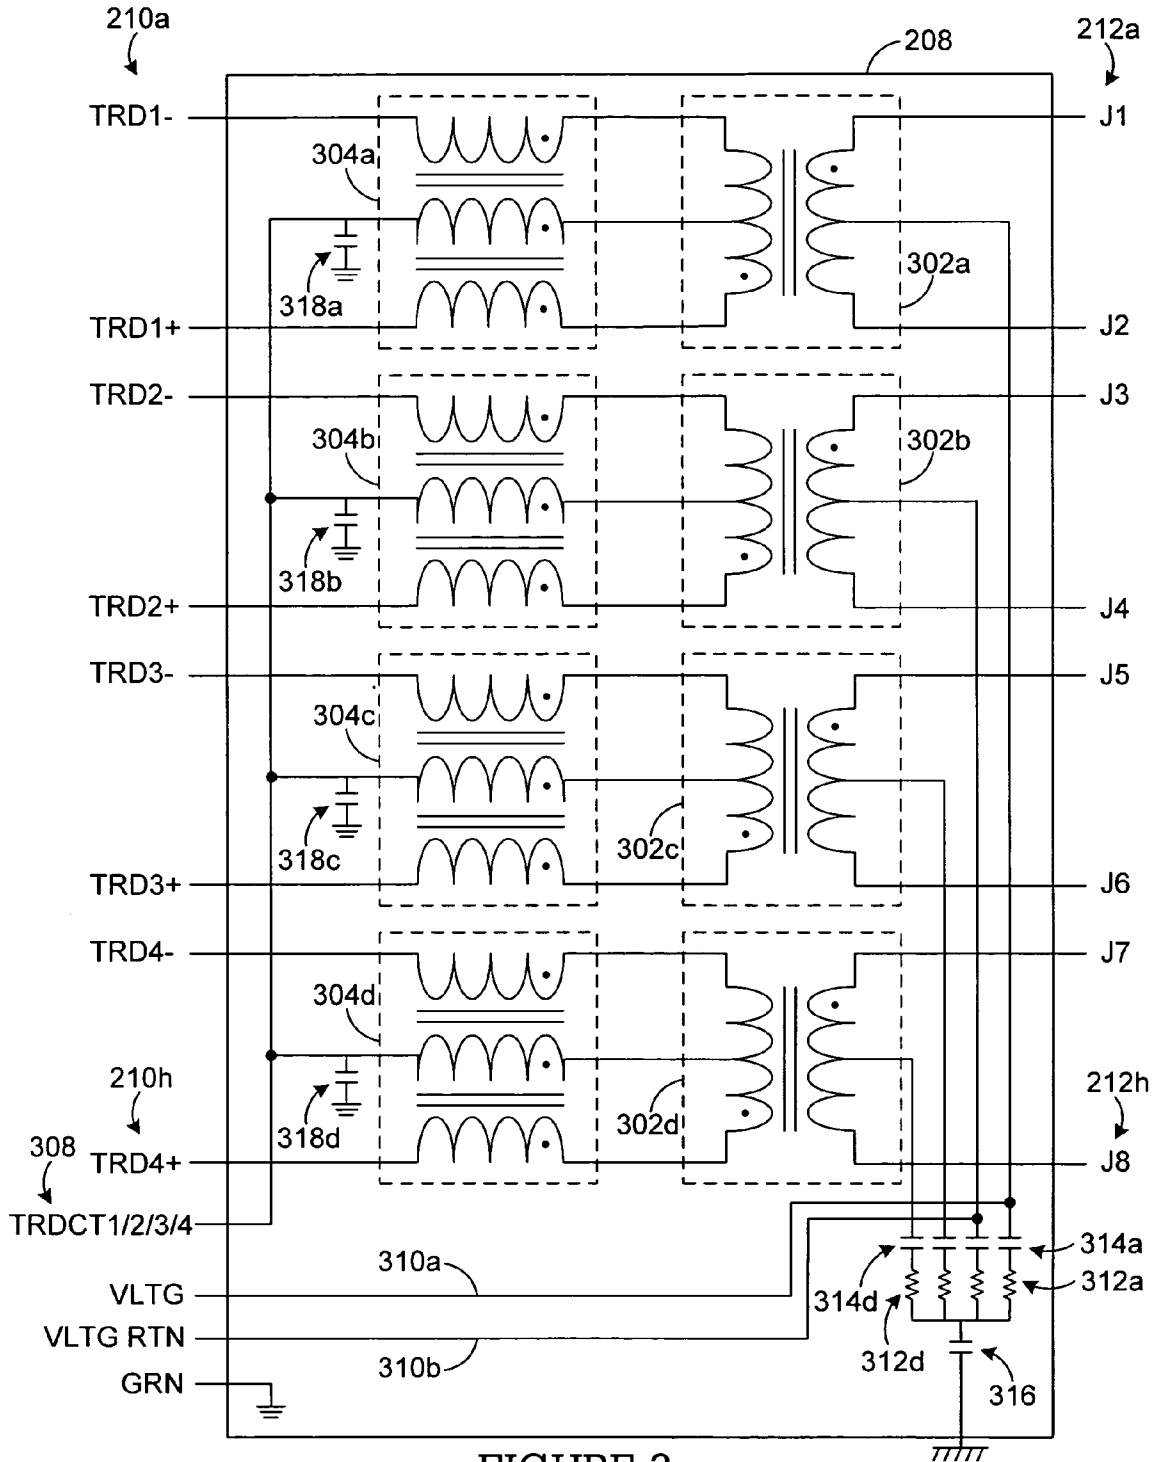 210a
212a
208
TRD1-
J1
304a
302a
318a
TRD1+
J2
TRD2-
J3
304b
302b
318b
TRD2+
J4
TRD3-
J5
304c
302c
318c
TRD3+
J6
TRD4-
J7
304d
210h
212h
302d
318d
308
TRD4+
J8
TRDCT1/2/3/4
314a
310a
VLTG
314d
312a
VLTG RTN
310b
312d
316
GRN